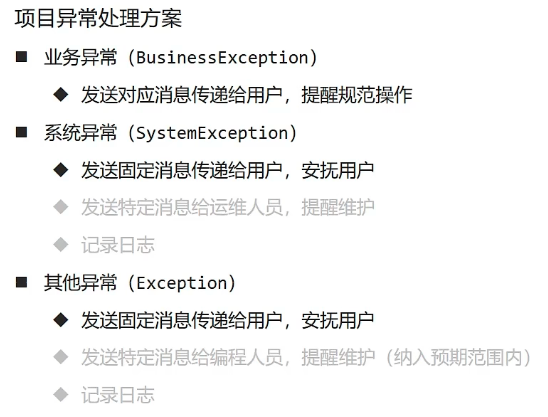 项目异常处理方案
业务异常（BusinessException）
发送对应消息传递给用户，提醒规范操作
系统异常（SystemException）
发送固定消息传递给用户，安抚用户
发送特定消息给运维人员，提醒维护
记录日志
其他异常（Exception）
发送固定消息传递给用户，安抚用户
发送特定消息给编程人员，提醒维护（纳入预期范围内）
记录日志